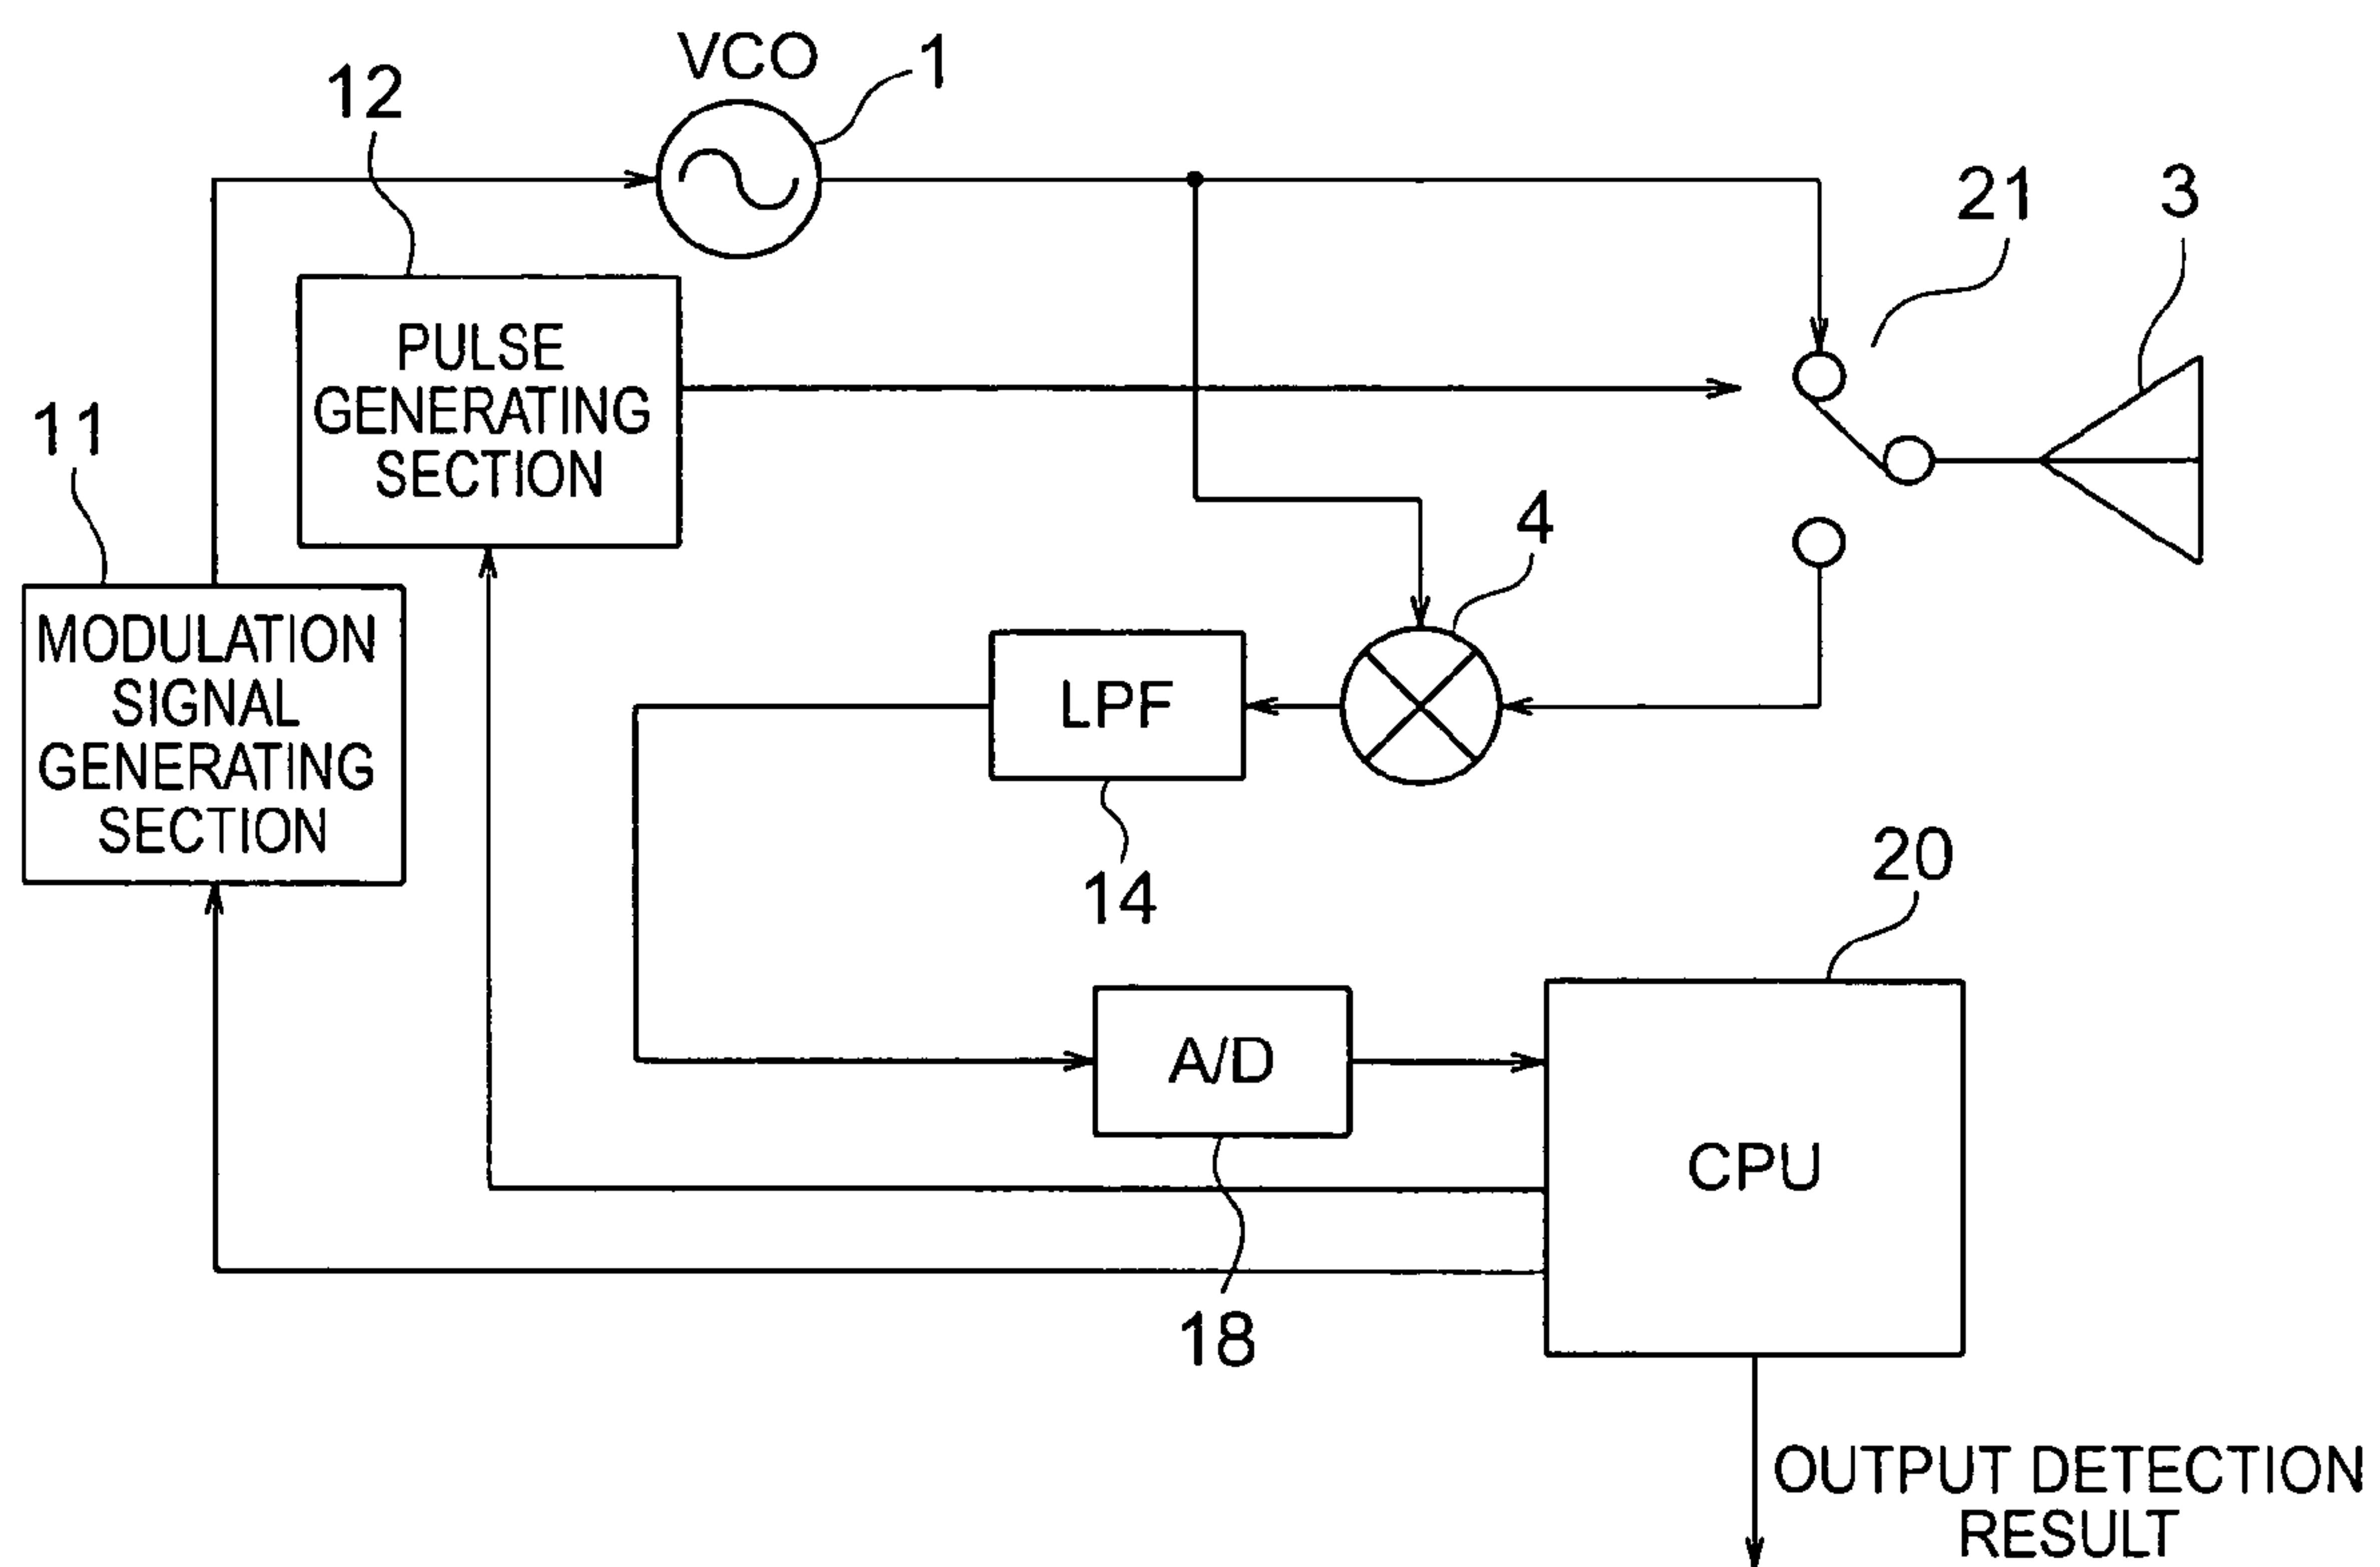 VCO
1
12
21
3
PULSE
GENERATING
SECTION
11
4
MODULATION
SIGNAL
GENERATING
SECTION
LPF
14
20
A/D
CPU
18
OUTPUT DETECTION
RESULT